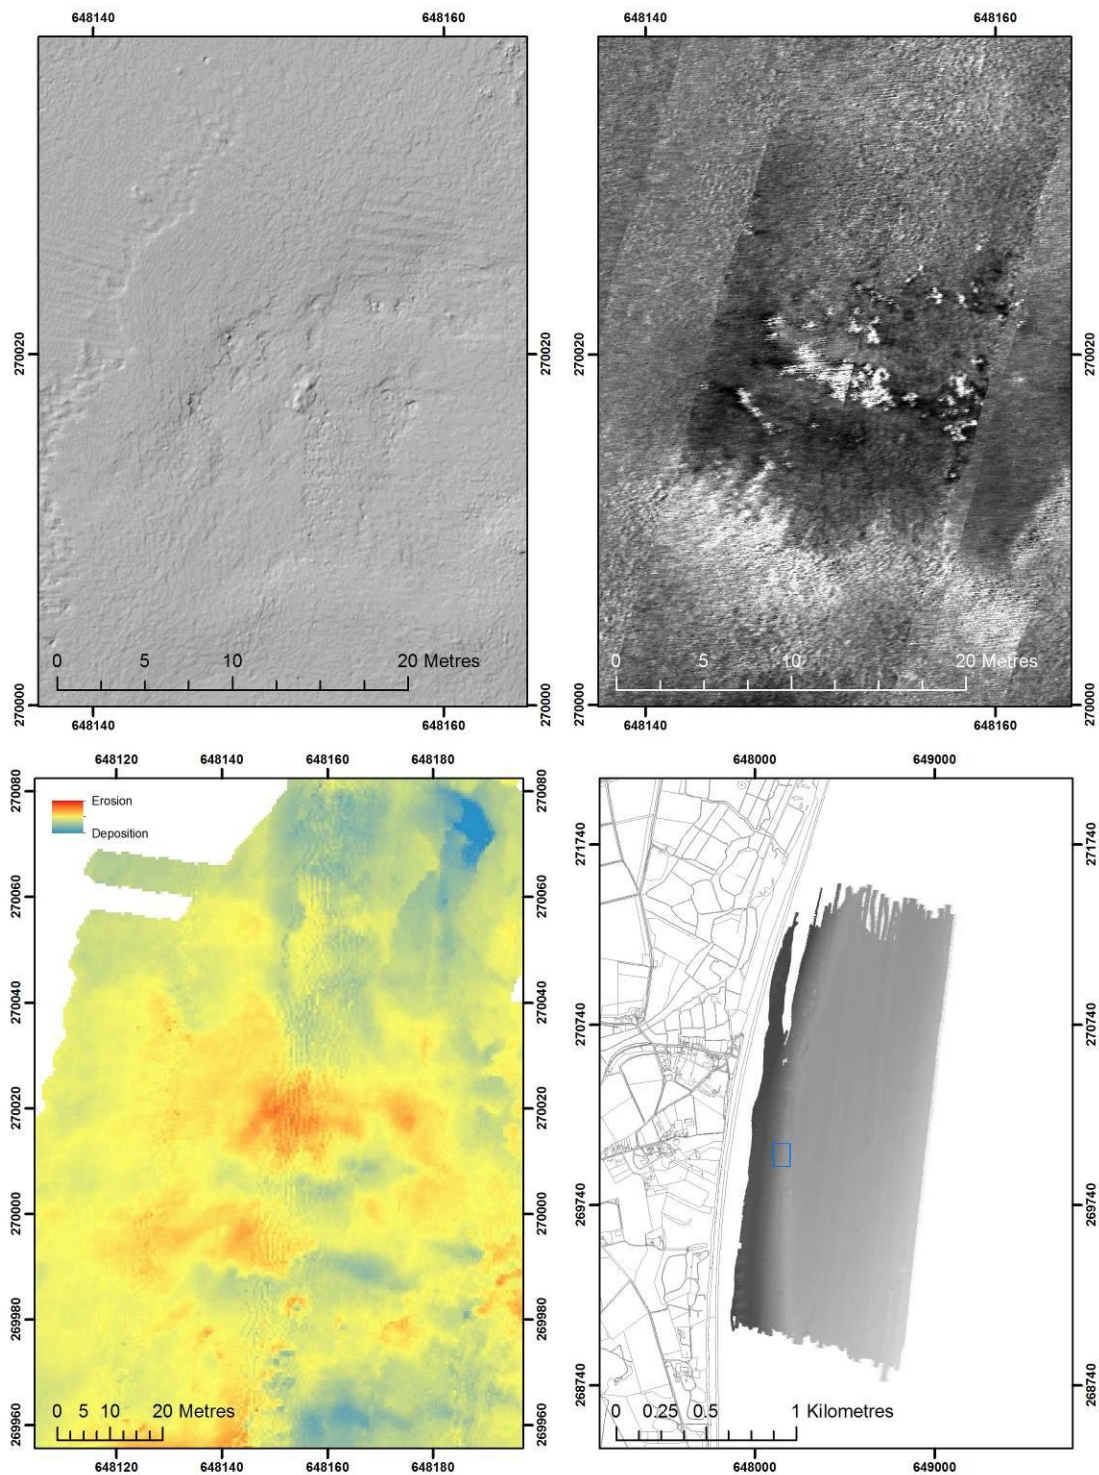 648140 648160 648140 648160
270020 270020 270020 270020
0 5 10 20 Metres
0 5 10 20 Metres
270000 270000 270000 270000
648140 648160 648140 648160
648120 648140 648160 648180
648000 649000
Erosion
Deposition
270080 270080
270060 270060
270040 270040
270020 270020
270000 270000
269980 269980
269960 269960
0 5 10 20 Metres
271740 271740
270740 270740
269740 269740
268740 268740
0 0.25 0.5 1 Kilometres
648120 648140 648160 648180
648000 649000